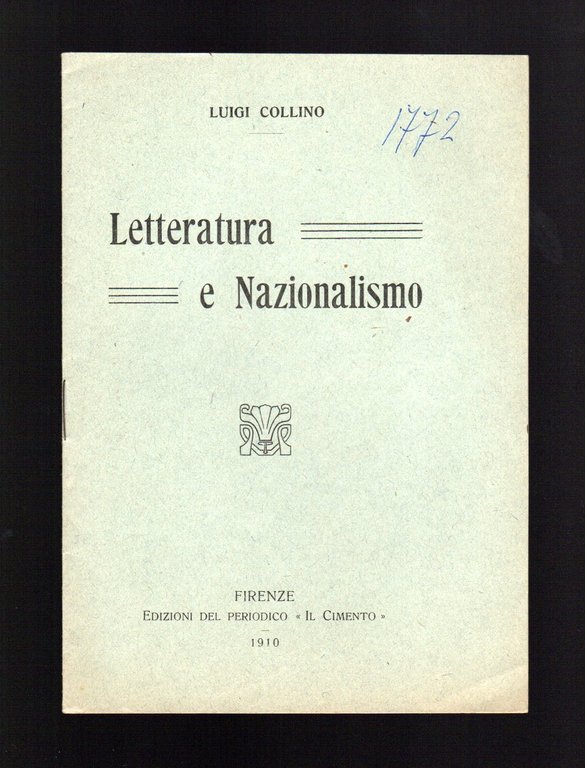 LUIGI COLLINO
1772
Letteratura
e Nazionalismo
FIRENZE
EDIZIONI DEL PERIODICO « IL CIMENTO »
1910